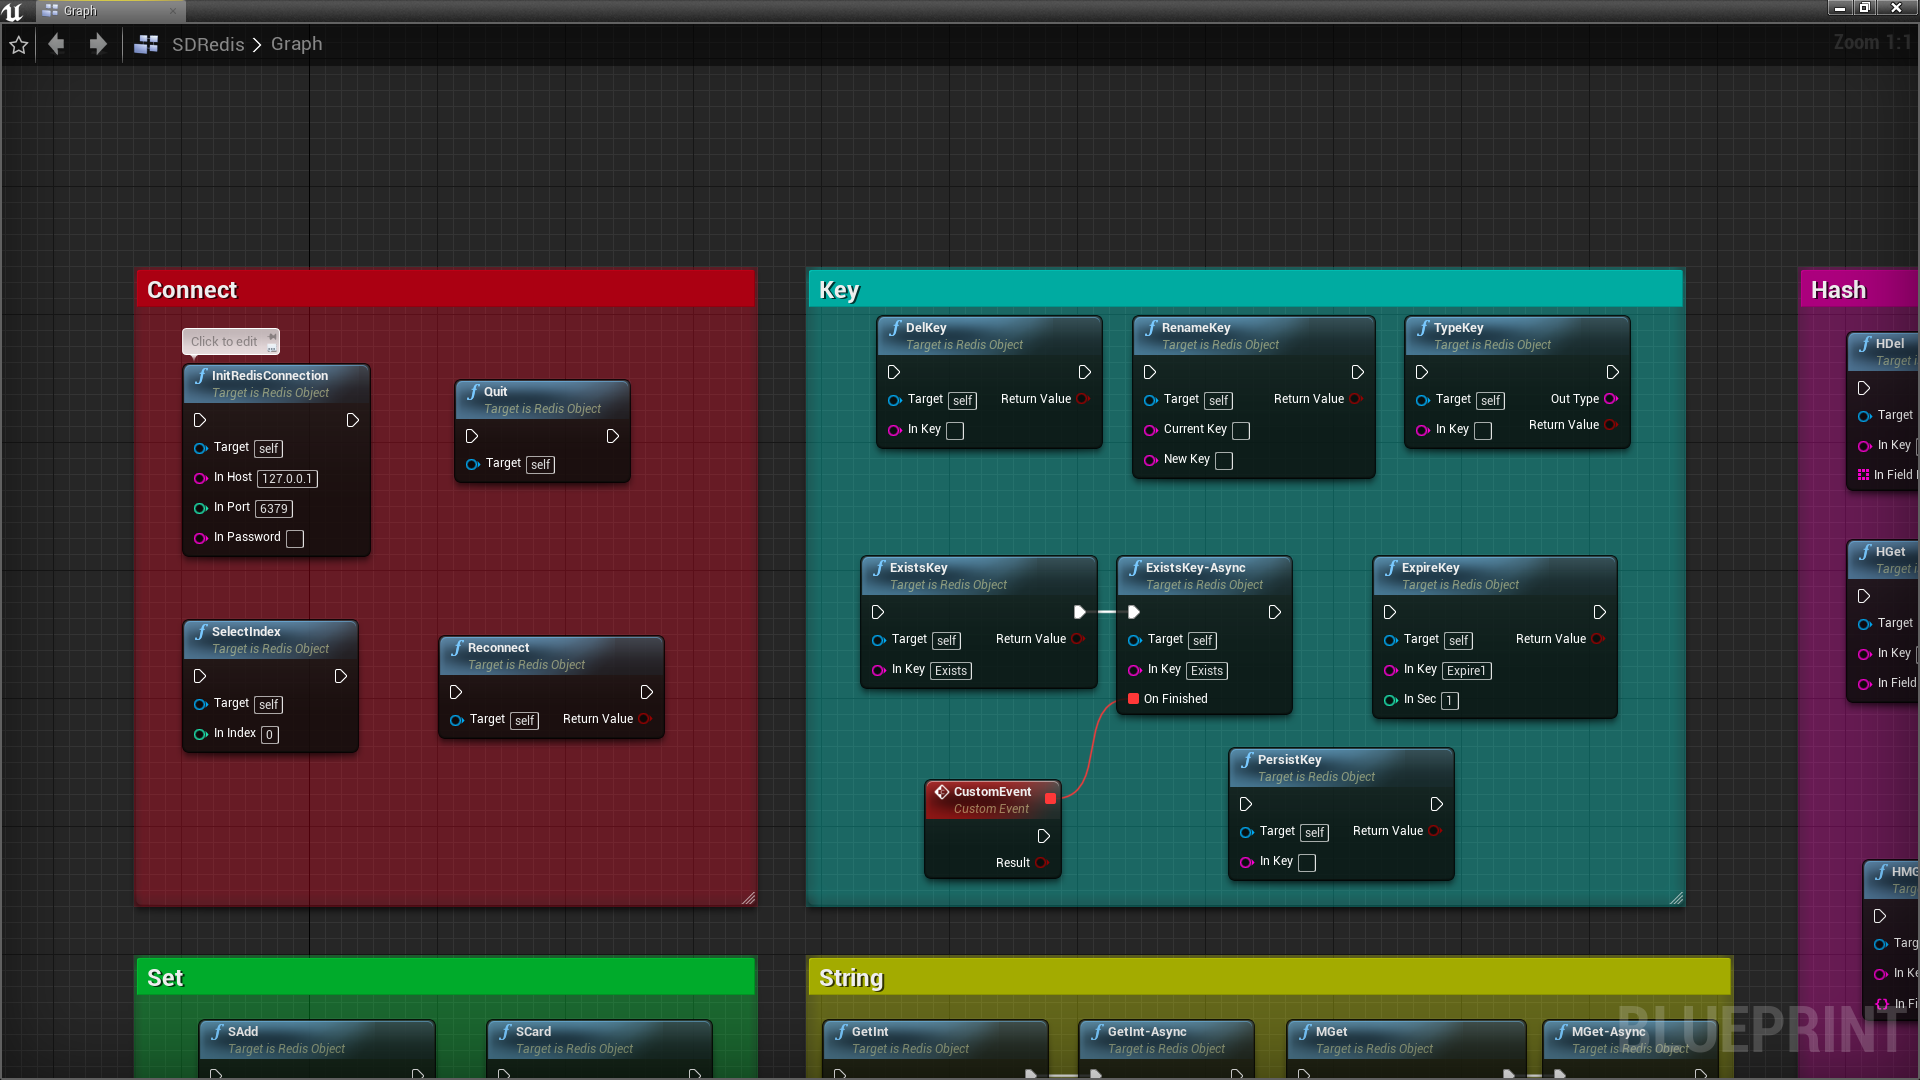 Graph
SDRedis > Graph
Zoom 1:1
Connect
Click to edit
InitRedisConnection
Target is Redis Object
Target self
In Host 127.0.0.1
In Port 6379
In Password
Quit
Target is Redis Object
Target self
SelectIndex
Target is Redis Object
Target self
In Index 0
Reconnect
Target is Redis Object
Target self Return Value
Key
DelKey
Target is Redis Object
Target self Return Value
In Key
RenameKey
Target is Redis Object
Target self Return Value
Current Key
New Key
TypeKey
Target is Redis Object
Target self Out Type
In Key Return Value
ExistsKey
Target is Redis Object
Target self Return Value
In Key Exists
ExistsKey-Async
Target is Redis Object
Target self
In Key Exists
On Finished
ExpireKey
Target is Redis Object
Target self Return Value
In Key Expire1
In Sec 1
CustomEvent
Custom Event
Result
PersistKey
Target is Redis Object
Target self Return Value
In Key
Hash
HDel
Target i
Target
In Key
In Field
HGet
Target i
Target
In Key
In Field
HMG
Targ
Targ
In Ke
In Fi
Set
SAdd
Target is Redis Object
SCard
Target is Redis Object
String
GetInt
Target is Redis Object
GetInt-Async
Target is Redis Object
MGet
Target is Redis Object
MGet-Async
Target is Redis Object
BLUEPRINT